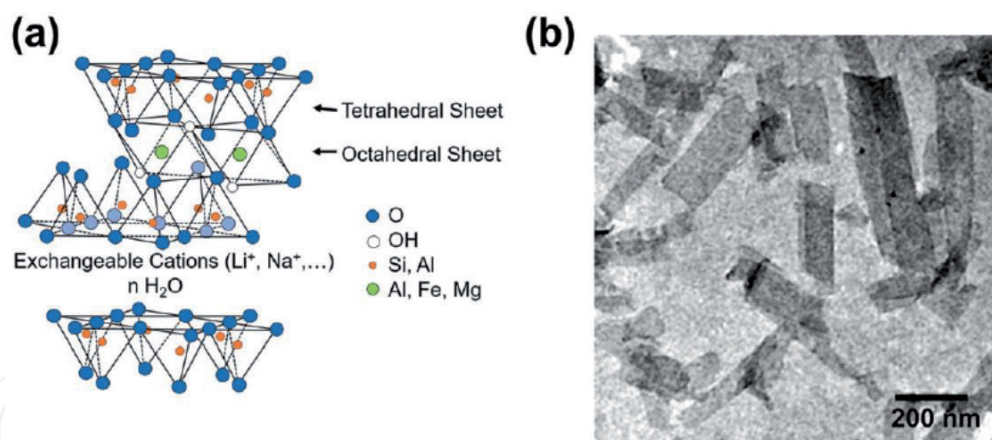 (a)
Tetrahedral Sheet
Octahedral Sheet
O
OH
Si, Al
Al, Fe, Mg
Exchangeable Cations (Li⁺, Na⁺,...)
n H₂O
(b)
200 nm